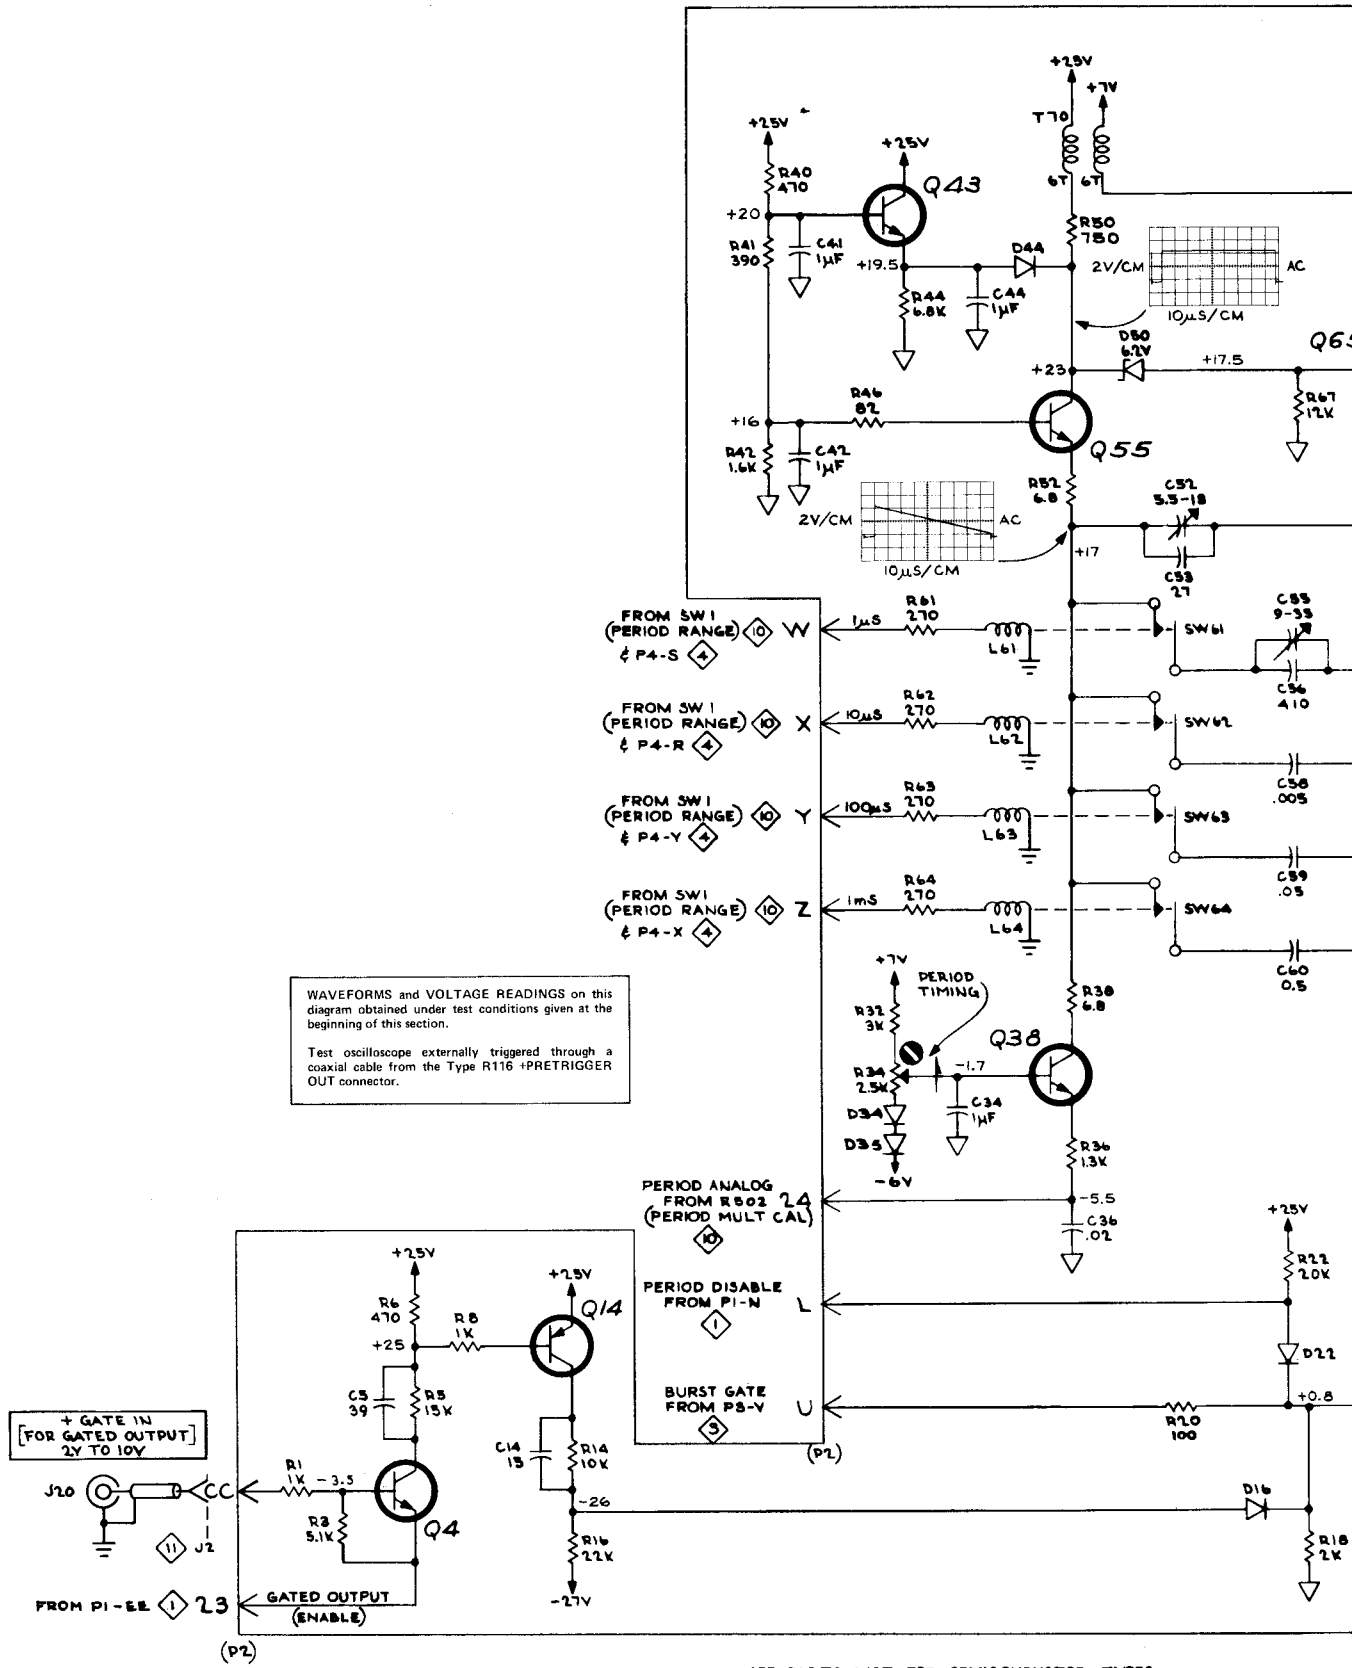 +25V
+7V
T70
6T 6T
+25V
R40
470
+25V
Q43
+20
R41
390
C41
1µF
+19.5
D44
R50
750
2V/CM
AC
10µS/CM
R44
6.8K
C44
1µF
D50
6.2V
+17.5
Q65
+23
R67
12K
R46
82
+16
Q55
R42
1.6K
C42
1µF
R52
6.8
C52
5.5-18
2V/CM
AC
10µS/CM
+17
C53
27
FROM SW1
(PERIOD RANGE) 10 W
& P4-S 4
1µS
R61
270
L61
SW61
C55
9-35
C56
410
FROM SW1
(PERIOD RANGE) 10 X
& P4-R 4
10µS
R62
270
L62
SW62
C58
.005
FROM SW1
(PERIOD RANGE) 10 Y
& P4-Y 4
100µS
R63
270
L63
SW63
C59
.05
FROM SW1
(PERIOD RANGE) 10 Z
& P4-X 4
1mS
R64
270
L64
SW64
C60
0.5
WAVEFORMS and VOLTAGE READINGS on this
diagram obtained under test conditions given at the
beginning of this section.
Test oscilloscope externally triggered through a
coaxial cable from the Type R116 +PRETRIGGER
OUT connector.
+7V
PERIOD
TIMING
R32
3K
R38
6.8
Q38
R34
2.5K
-1.7
C34
1µF
D34
D35
-6V
R36
1.3K
PERIOD ANALOG
FROM R502 24
(PERIOD MULT CAL)
10
-5.5
C36
.02
+25V
R22
20K
PERIOD DISABLE
FROM P1-N L
1
D22
+0.8
BURST GATE
FROM P8-V U
3
R20
100
(P2)
+25V
R6
470
+25
R8
1K
+25V
Q14
C5
39
R5
15K
C14
15
R14
10K
-26
D16
R18
2K
R16
22K
-27V
+ GATE IN
[FOR GATED OUTPUT]
2V TO 10V
J20
CC
R1
1K
-3.5
R3
5.1K
Q4
11 J2
FROM P1-EE 1 23
GATED OUTPUT
(ENABLE)
(P2)